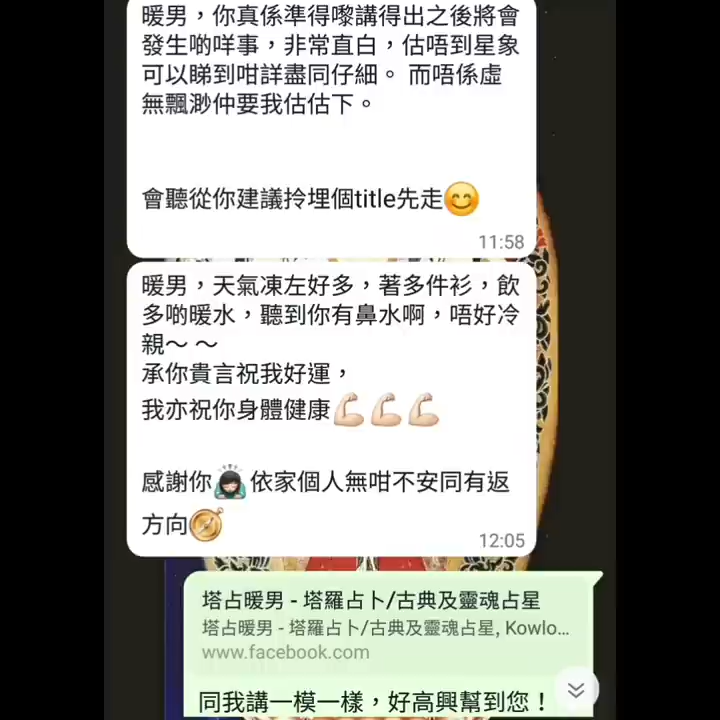 暖男，你真係準得嚟講得出之後將會
發生啲咩事，非常直白，估唔到星象
可以睇到咁詳盡同仔細。 而唔係虛
無飄渺仲要我估估下。
會聽從你建議拎埋個title先走😊
11:58
暖男，天氣凍左好多，著多件衫，飲
多啲暖水，聽到你有鼻水啊，唔好冷
親～ ～
承你貴言祝我好運，
我亦祝你身體健康💪🏻💪🏻💪🏻
感謝你🙇🏻‍♀️依家個人無咁不安同有返
方向🧭
12:05
塔占暖男 - 塔羅占卜/古典及靈魂占星
塔占暖男 - 塔羅占卜/古典及靈魂占星, Kowlo...
www.facebook.com
同我講一模一樣，好高興幫到您！